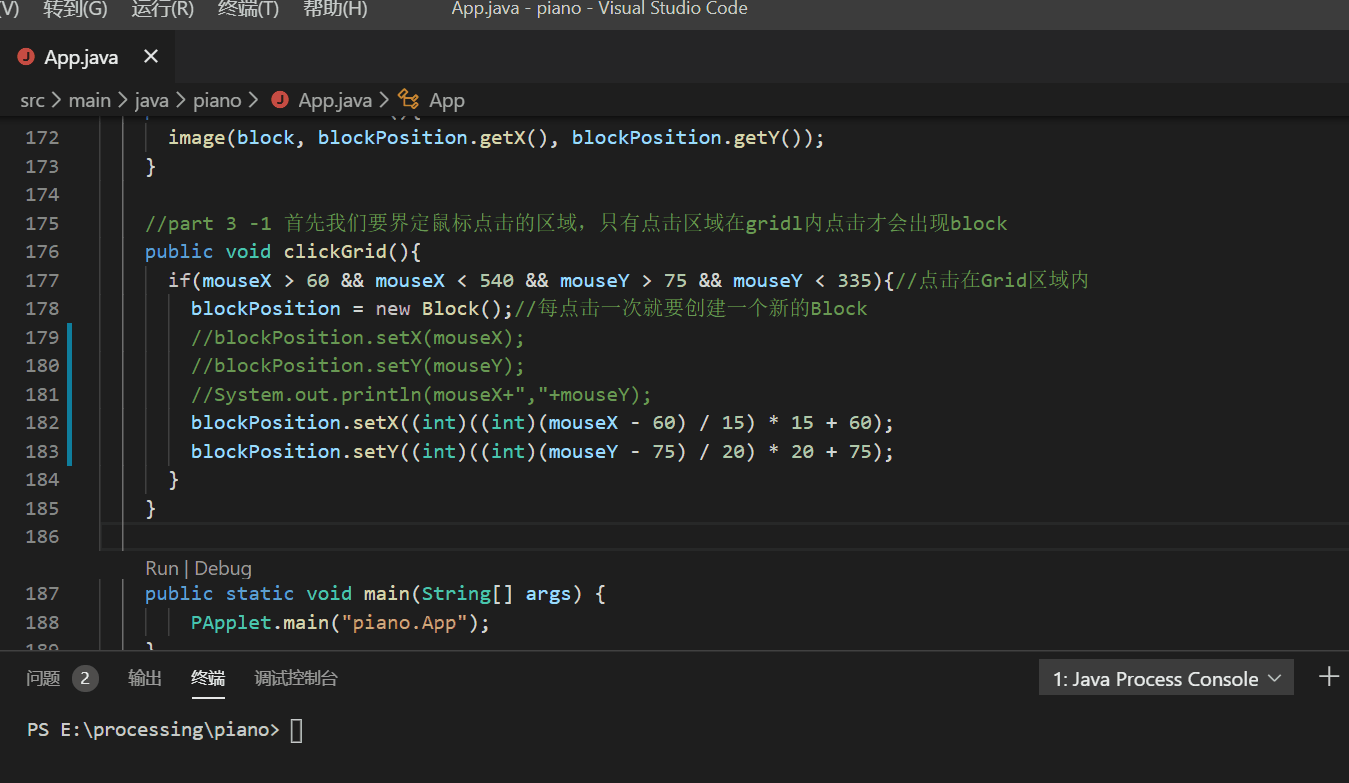 转到(G) 运行(R) 终端(T) 帮助(H) App.java - piano - Visual Studio Code
J App.java ×
src > main > java > piano > J App.java > App
172 image(block, blockPosition.getX(), blockPosition.getY());
173 }
174
175 //part 3 -1 首先我们要界定鼠标点击的区域，只有点击区域在gridl内点击才会出现block
176 public void clickGrid(){
177 if(mouseX > 60 && mouseX < 540 && mouseY > 75 && mouseY < 335){//点击在Grid区域内
178 blockPosition = new Block();//每点击一次就要创建一个新的Block
179 //blockPosition.setX(mouseX);
180 //blockPosition.setY(mouseY);
181 //System.out.println(mouseX+","+mouseY);
182 blockPosition.setX((int)((int)(mouseX - 60) / 15) * 15 + 60);
183 blockPosition.setY((int)((int)(mouseY - 75) / 20) * 20 + 75);
184 }
185 }
186
Run | Debug
187 public static void main(String[] args) {
188 PApplet.main("piano.App");
189 }
问题 2 输出 终端 调试控制台 1: Java Process Console
PS E:\processing\piano>